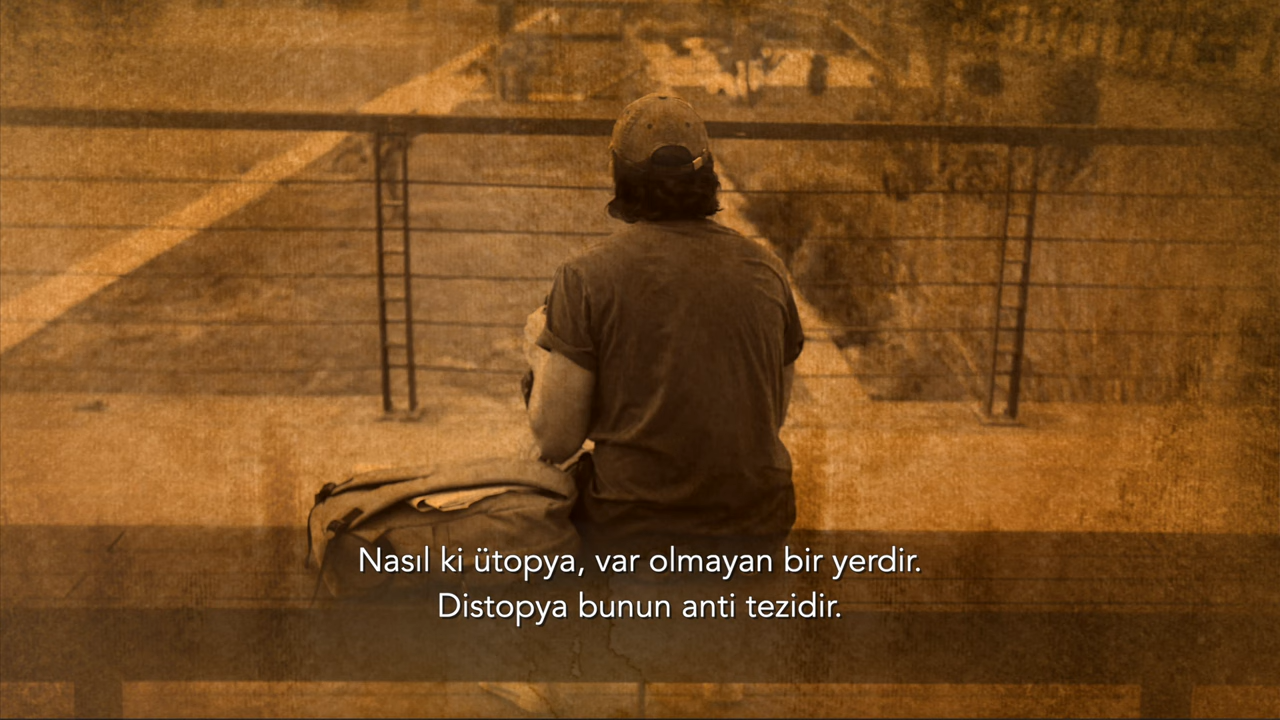 Nasıl ki ütopya, var olmayan bir yerdir.
Distopya bunun anti tezidir.